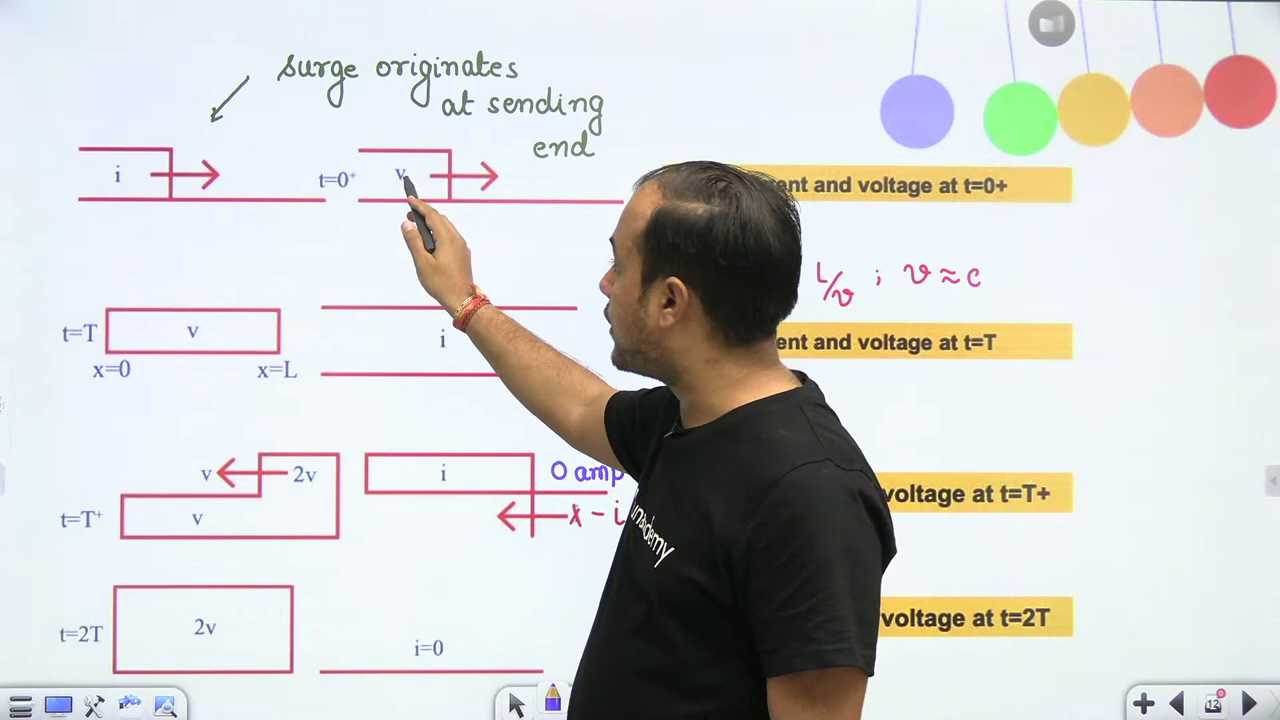 surge originates
at sending
end
i
t=0⁺ v
ent and voltage at t=0+
L/v ; v ≈ c
t=T v
i
ent and voltage at t=T
x=0 x=L
v 2v i 0 amp
t=T⁺ v
x - i
voltage at t=T+
t=2T 2v
i=0
voltage at t=2T
12